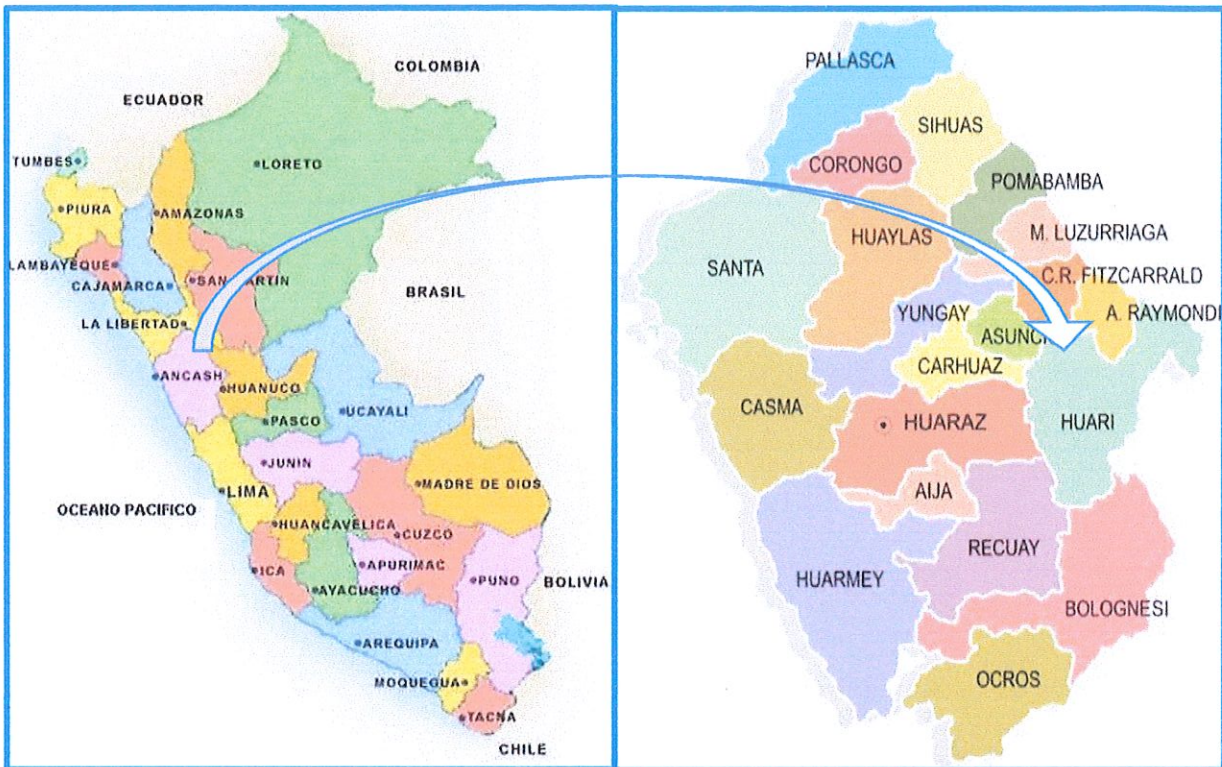 COLOMBIA
ECUADOR
TUMBES
LORETO
PIURA
AMAZONAS
LAMBAYEQUE
CAJAMARCA
SAN MARTIN
BRASIL
LA LIBERTAD
ANCASH
HUANUCO
PASCO
UCAYALI
JUNIN
LIMA
MADRE DE DIOS
OCEANO PACIFICO
HUANCAVELICA
CUZCO
ICA
APURIMAC
AYACUCHO
PUNO
BOLIVIA
AREQUIPA
MOQUEGUA
TACNA
CHILE
PALLASCA
SIHUAS
CORONGO
POMABAMBA
HUAYLAS
M. LUZURRIAGA
SANTA
C.R. FITZCARRALD
YUNGAY
A. RAYMONDI
ASUNCI
CARHUAZ
CASMA
HUARAZ
HUARI
AIJA
RECUAY
HUARMEY
BOLOGNESI
OCROS